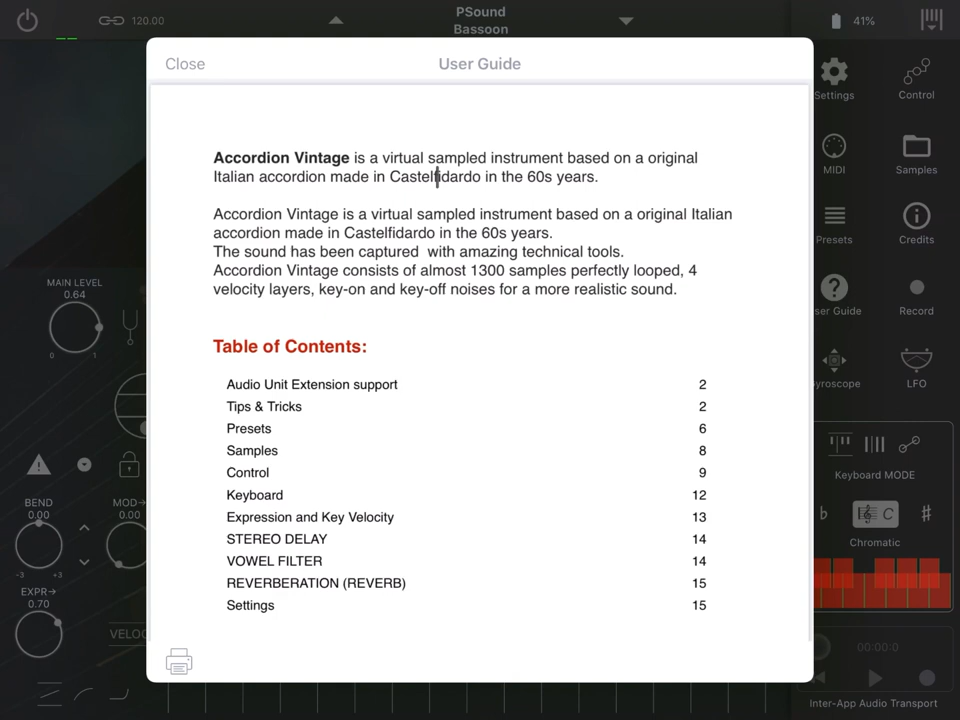 120.00
PSound
Bassoon
41%
Close
User Guide
Settings
Control
MIDI
Samples
Presets
Credits
ser Guide
Record
yroscope
LFO
Accordion Vintage is a virtual sampled instrument based on a original
Italian accordion made in Castelfidardo in the 60s years.
Accordion Vintage is a virtual sampled instrument based on a original Italian
accordion made in Castelfidardo in the 60s years.
The sound has been captured  with amazing technical tools.
Accordion Vintage consists of almost 1300 samples perfectly looped, 4
velocity layers, key-on and key-off noises for a more realistic sound.
Table of Contents:
Audio Unit Extension support 2
Tips & Tricks 2
Presets 6
Samples 8
Control 9
Keyboard 12
Expression and Key Velocity 13
STEREO DELAY 14
VOWEL FILTER 14
REVERBERATION (REVERB) 15
Settings 15
MAIN LEVEL
0.64
0 1
BEND
0.00
-3 +3
MOD→
0.00
EXPR→
0.70
VELOC
Keyboard MODE
b C #
Chromatic
00:00:0
Inter-App Audio Transport